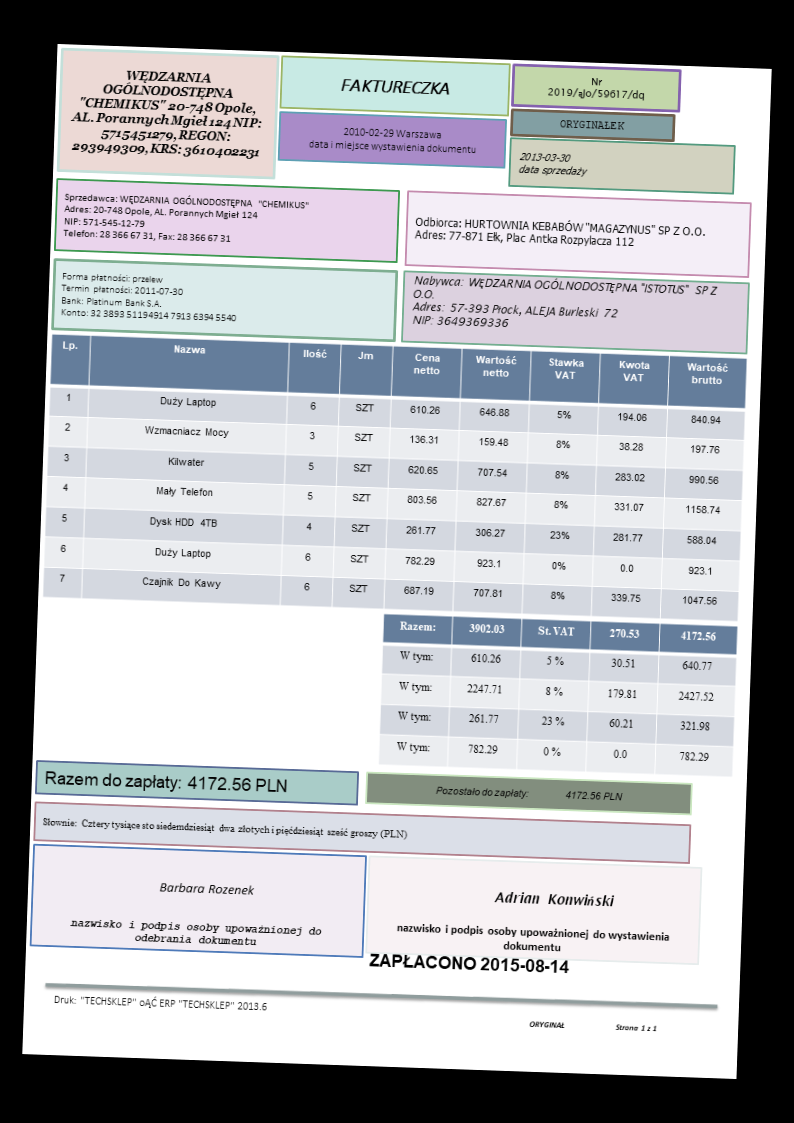 WĘDZARNIA
OGÓLNODOSTĘPNA
"CHEMIKUS" 20-748 Opole,
AL. Porannych Mgieł 124 NIP:
5715451279, REGON:
293949309, KRS: 3610402231
FAKTURECZKA
2010-02-29 Warszawa
data i miejsce wystawienia dokumentu
Nr
2019/ąJo/59617/dq
ORYGINAŁEK
2013-03-30
data sprzedaży
Sprzedawca: WĘDZARNIA OGÓLNODOSTĘPNA "CHEMIKUS"
Adres: 20-748 Opole, AL. Porannych Mgieł 124
NIP: 571-545-12-79
Telefon: 28 366 67 31, Fax: 28 366 67 31
Odbiorca: HURTOWNIA KEBABÓW "MAGAZYNUS" SP Z O.O.
Adres: 77-871 Ełk, Plac Antka Rozpylacza 112
Forma płatności: przelew
Termin płatności: 2011-07-30
Bank: Platinum Bank S.A.
Konto: 32 3893 51194914 7913 6394 5540
Nabywca: WĘDZARNIA OGÓLNODOSTĘPNA "ISTOTUS" SP Z
O.O.
Adres: 57-393 Płock, ALEJA Burleski 72
NIP: 3649369336
Lp. Nazwa Ilość Jm Cena netto Wartość netto Stawka VAT Kwota VAT Wartość brutto
1 Duży Laptop 6 SZT 610.26 646.88 5% 194.06 840.94
2 Wzmacniacz Mocy 3 SZT 136.31 159.48 8% 38.28 197.76
3 Kilwater 5 SZT 620.65 707.54 8% 283.02 990.56
4 Mały Telefon 5 SZT 803.56 827.67 8% 331.07 1158.74
5 Dysk HDD 4TB 4 SZT 261.77 306.27 23% 281.77 588.04
6 Duży Laptop 6 SZT 782.29 923.1 0% 0.0 923.1
7 Czajnik Do Kawy 6 SZT 687.19 707.81 8% 339.75 1047.56
Razem: 3902.03 St. VAT 270.53 4172.56
W tym: 610.26 5 % 30.51 640.77
W tym: 2247.71 8 % 179.81 2427.52
W tym: 261.77 23 % 60.21 321.98
W tym: 782.29 0 % 0.0 782.29
Razem do zapłaty: 4172.56 PLN
Pozostało do zapłaty: 4172.56 PLN
Słownie: Cztery tysiące sto siedemdziesiąt dwa złotych i pięćdziesiąt sześć groszy (PLN)
Barbara Rozenek
nazwisko i podpis osoby upoważnionej do
odebrania dokumentu
Adrian Konwiński
nazwisko i podpis osoby upoważnionej do wystawienia
dokumentu
ZAPŁACONO 2015-08-14
Druk: "TECHSKLEP" oĄĆ ERP "TECHSKLEP" 2013.6
ORYGINAŁ Strona 1 z 1